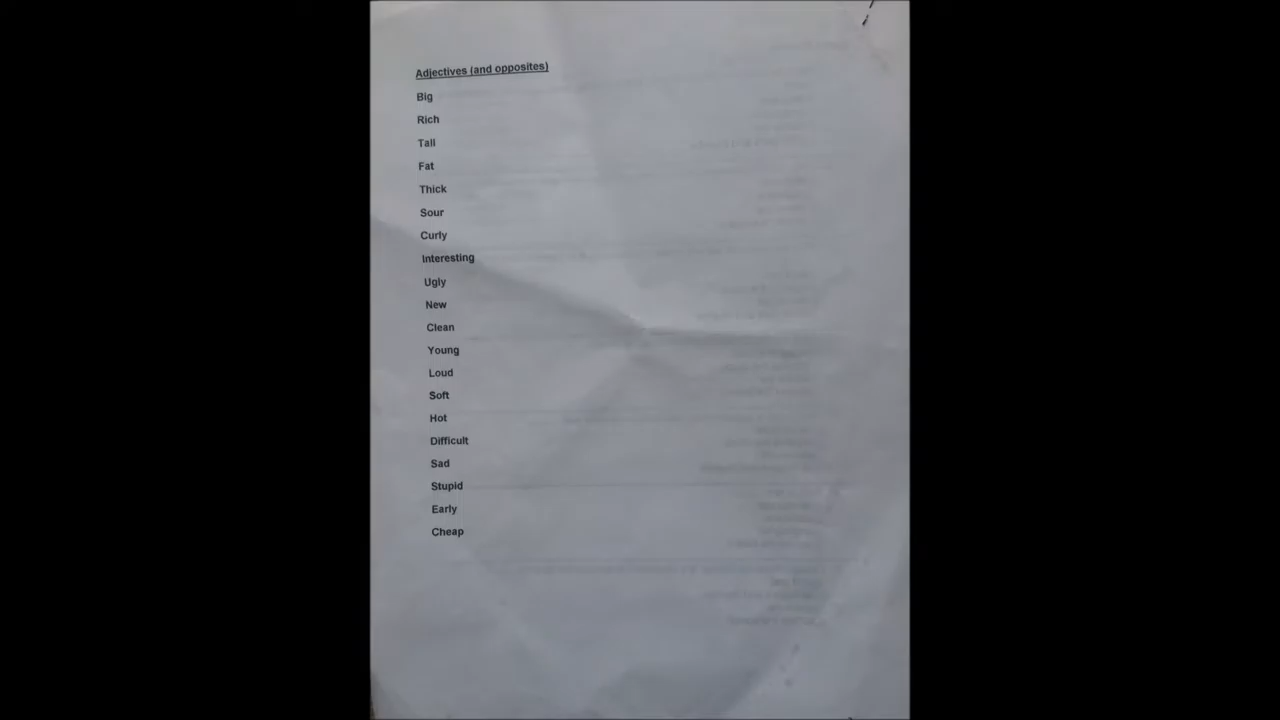 Adjectives (and opposites)
Big
Rich
Tall
Fat
Thick
Sour
Curly
Interesting
Ugly
New
Clean
Young
Loud
Soft
Hot
Difficult
Sad
Stupid
Early
Cheap